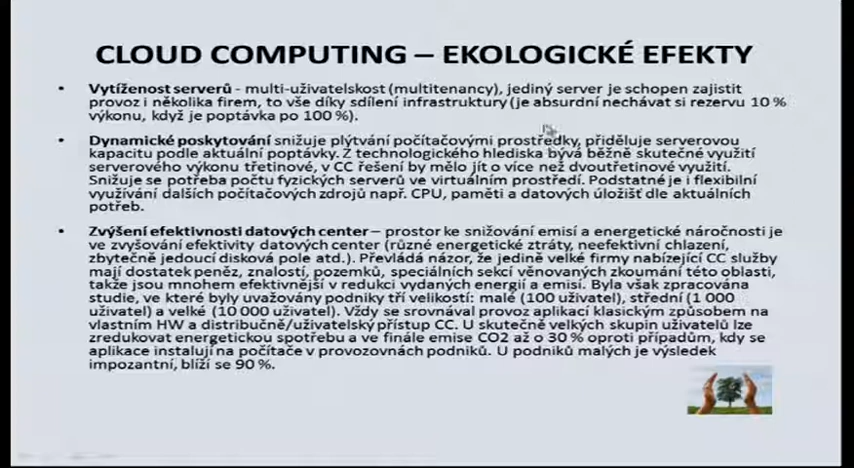 CLOUD COMPUTING – EKOLOGICKÉ EFEKTY
• Vytíženost serverů - multi-uživatelskost (multitenancy), jediný server je schopen zajistit
provoz i několika firem, to vše díky sdílení infrastruktury (je absurdní nechávat si rezervu 10 %
výkonu, když je poptávka po 100 %).
• Dynamické poskytování snižuje plýtvání počítačovými prostředky, přiděluje serverovou
kapacitu podle aktuální poptávky. Z technologického hlediska bývá běžně skutečné využití
serverového výkonu třetinové, v CC řešení by mělo jít o více než dvoutřetinové využití.
Snižuje se potřeba počtu fyzických serverů ve virtuálním prostředí. Podstatné je i flexibilní
využívání dalších počítačových zdrojů např. CPU, paměti a datových úložišť dle aktuálních
potřeb.
• Zvýšení efektivnosti datových center – prostor ke snižování emisí a energetické náročnosti je
ve zvyšování efektivity datových center (různé energetické ztráty, neefektivní chlazení,
zbytečně jedoucí disková pole atd.). Převládá názor, že jedině velké firmy nabízející CC služby
mají dostatek peněz, znalostí, pozemků, speciálních sekcí věnovaných zkoumání této oblasti,
takže jsou mnohem efektivnější v redukci vydaných energií a emisí. Byla však zpracována
studie, ve které byly uvažovány podniky tří velikostí: malé (100 uživatel), střední (1 000
uživatel) a velké (10 000 uživatel). Vždy se srovnával provoz aplikací klasickým způsobem na
vlastním HW a distribučně/uživatelský přístup CC. U skutečně velkých skupin uživatelů lze
zredukovat energetickou spotřebu a ve finále emise CO2 až o 30 % oproti případům, kdy se
aplikace instalují na počítače v provozovnách podniků. U podniků malých je výsledek
impozantní, blíží se 90 %.